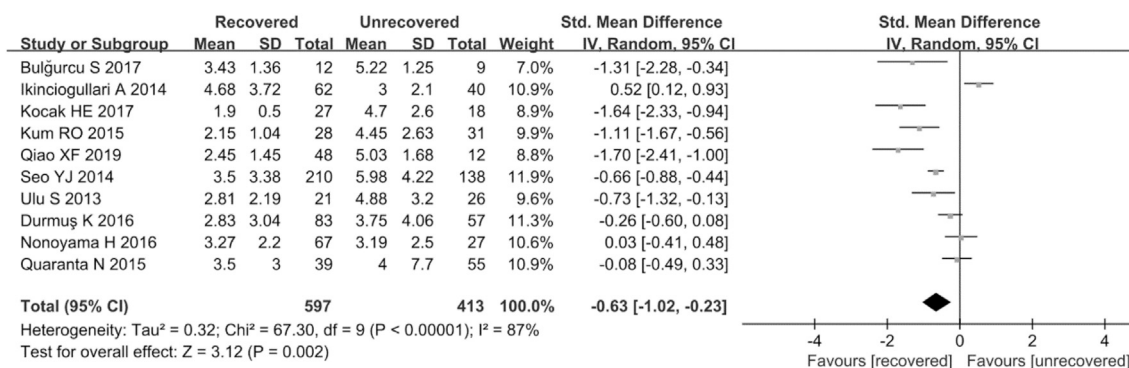 Recovered Unrecovered Std. Mean Difference Std. Mean Difference
Study or Subgroup Mean SD Total Mean SD Total Weight IV, Random, 95% CI IV, Random, 95% CI
Bulğurcu S 2017 3.43 1.36 12 5.22 1.25 9 7.0% -1.31 [-2.28, -0.34]
Ikinciogullari A 2014 4.68 3.72 62 3 2.1 40 10.9% 0.52 [0.12, 0.93]
Kocak HE 2017 1.9 0.5 27 4.7 2.6 18 8.9% -1.64 [-2.33, -0.94]
Kum RO 2015 2.15 1.04 28 4.45 2.63 31 9.9% -1.11 [-1.67, -0.56]
Qiao XF 2019 2.45 1.45 48 5.03 1.68 12 8.8% -1.70 [-2.41, -1.00]
Seo YJ 2014 3.5 3.38 210 5.98 4.22 138 11.9% -0.66 [-0.88, -0.44]
Ulu S 2013 2.81 2.19 21 4.88 3.2 26 9.6% -0.73 [-1.32, -0.13]
Durmuş K 2016 2.83 3.04 83 3.75 4.06 57 11.3% -0.26 [-0.60, 0.08]
Nonoyama H 2016 3.27 2.2 67 3.19 2.5 27 10.6% 0.03 [-0.41, 0.48]
Quaranta N 2015 3.5 3 39 4 7.7 55 10.9% -0.08 [-0.49, 0.33]
Total (95% CI) 597 413 100.0% -0.63 [-1.02, -0.23]
Heterogeneity: Tau² = 0.32; Chi² = 67.30, df = 9 (P < 0.00001); I² = 87%
Test for overall effect: Z = 3.12 (P = 0.002)
-4 -2 0 2 4
Favours [recovered] Favours [unrecovered]